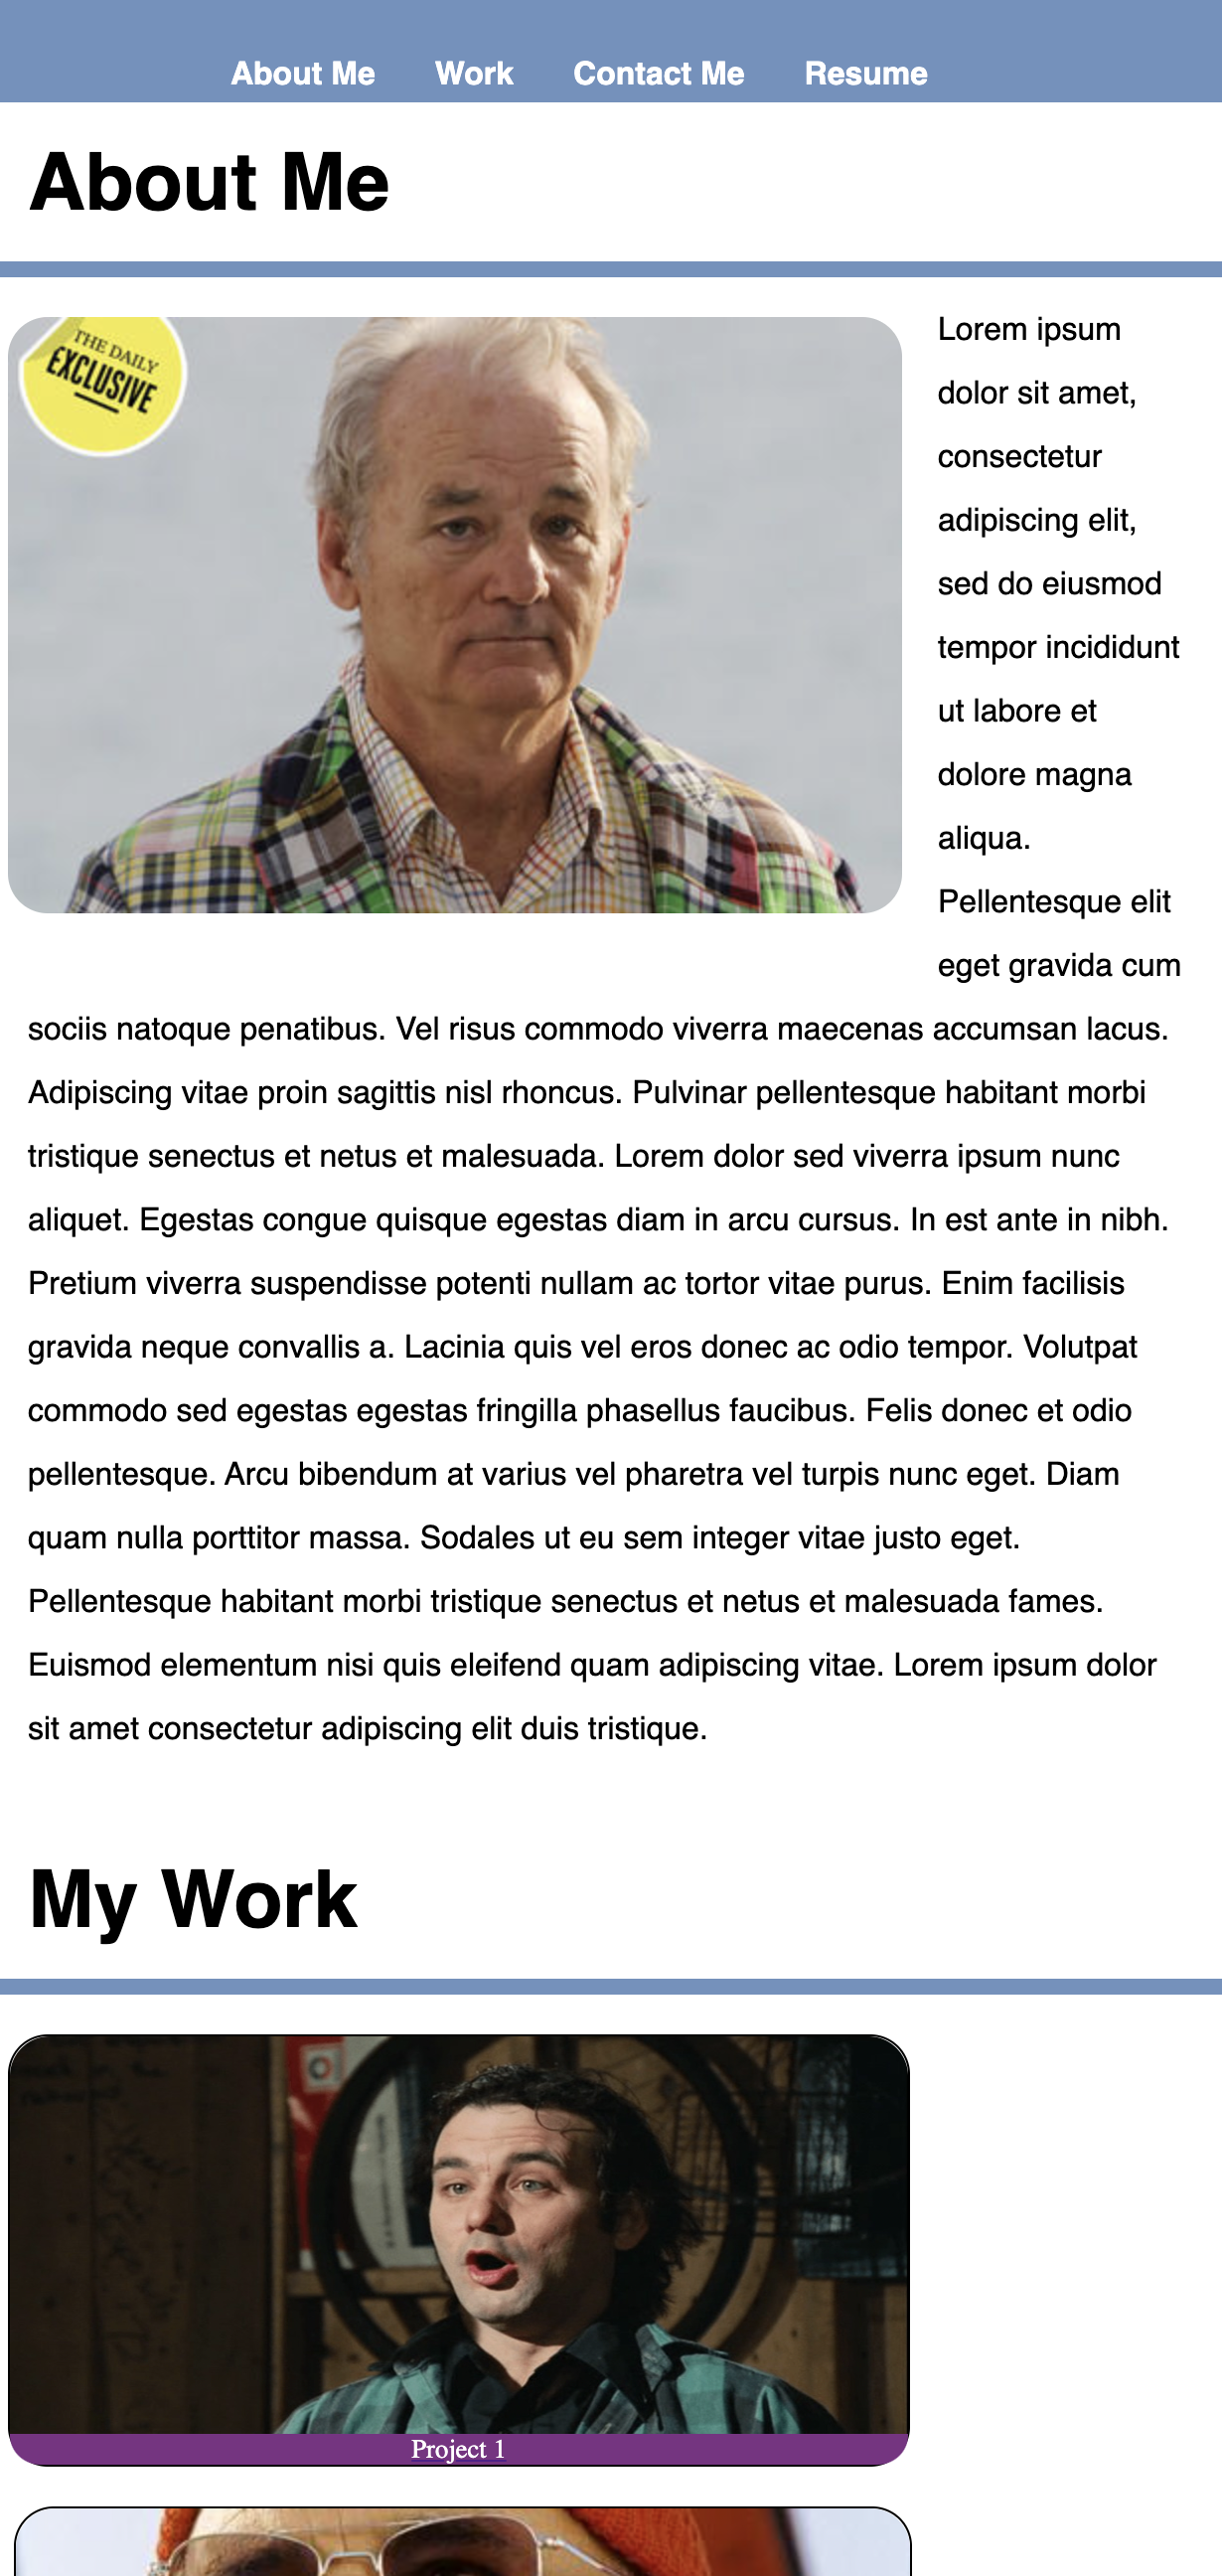 About Me Work Contact Me Resume
About Me
THE DAILY
EXCLUSIVE
Lorem ipsum
dolor sit amet,
consectetur
adipiscing elit,
sed do eiusmod
tempor incididunt
ut labore et
dolore magna
aliqua.
Pellentesque elit
eget gravida cum
sociis natoque penatibus. Vel risus commodo viverra maecenas accumsan lacus.
Adipiscing vitae proin sagittis nisl rhoncus. Pulvinar pellentesque habitant morbi
tristique senectus et netus et malesuada. Lorem dolor sed viverra ipsum nunc
aliquet. Egestas congue quisque egestas diam in arcu cursus. In est ante in nibh.
Pretium viverra suspendisse potenti nullam ac tortor vitae purus. Enim facilisis
gravida neque convallis a. Lacinia quis vel eros donec ac odio tempor. Volutpat
commodo sed egestas egestas fringilla phasellus faucibus. Felis donec et odio
pellentesque. Arcu bibendum at varius vel pharetra vel turpis nunc eget. Diam
quam nulla porttitor massa. Sodales ut eu sem integer vitae justo eget.
Pellentesque habitant morbi tristique senectus et netus et malesuada fames.
Euismod elementum nisi quis eleifend quam adipiscing vitae. Lorem ipsum dolor
sit amet consectetur adipiscing elit duis tristique.
My Work
Project 1